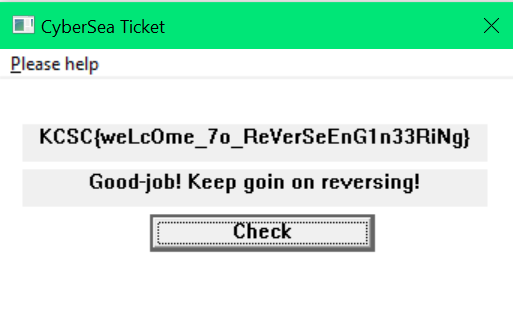 CyberSea Ticket
Please help
KCSC{weLcOme_7o_ReVerSeEnG1n33RiNg}
Good-job! Keep goin on reversing!
Check